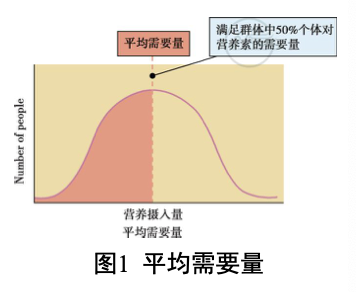 平均需要量
满足群体中50%个体对
营养素的需要量
Number of people
营养摄入量
平均需要量
图1 平均需要量